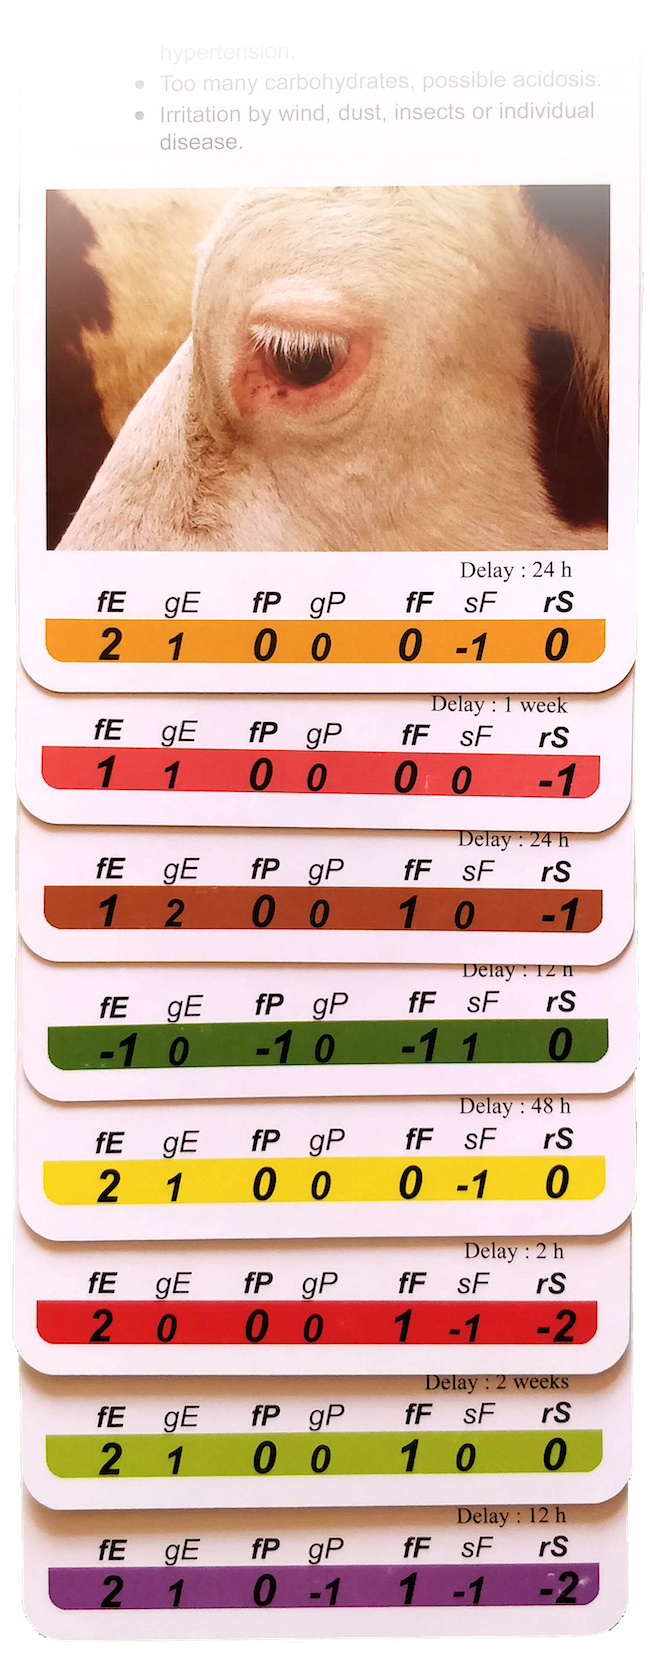 hypertension.
● Too many carbohydrates, possible acidosis.
● Irritation by wind, dust, insects or individual
disease.
Delay : 24 h
fE gE fP gP fF sF rS
2 1 0 0 0 -1 0
Delay : 1 week
fE gE fP gP fF sF rS
1 1 0 0 0 0 -1
Delay : 24 h
fE gE fP gP fF sF rS
1 2 0 0 1 0 -1
Delay : 12 h
fE gE fP gP fF sF rS
-1 0 -1 0 -1 1 0
Delay : 48 h
fE gE fP gP fF sF rS
2 1 0 0 0 -1 0
Delay : 2 h
fE gE fP gP fF sF rS
2 0 0 0 1 -1 -2
Delay : 2 weeks
fE gE fP gP fF sF rS
2 1 0 0 1 0 0
Delay : 12 h
fE gE fP gP fF sF rS
2 1 0 -1 1 -1 -2